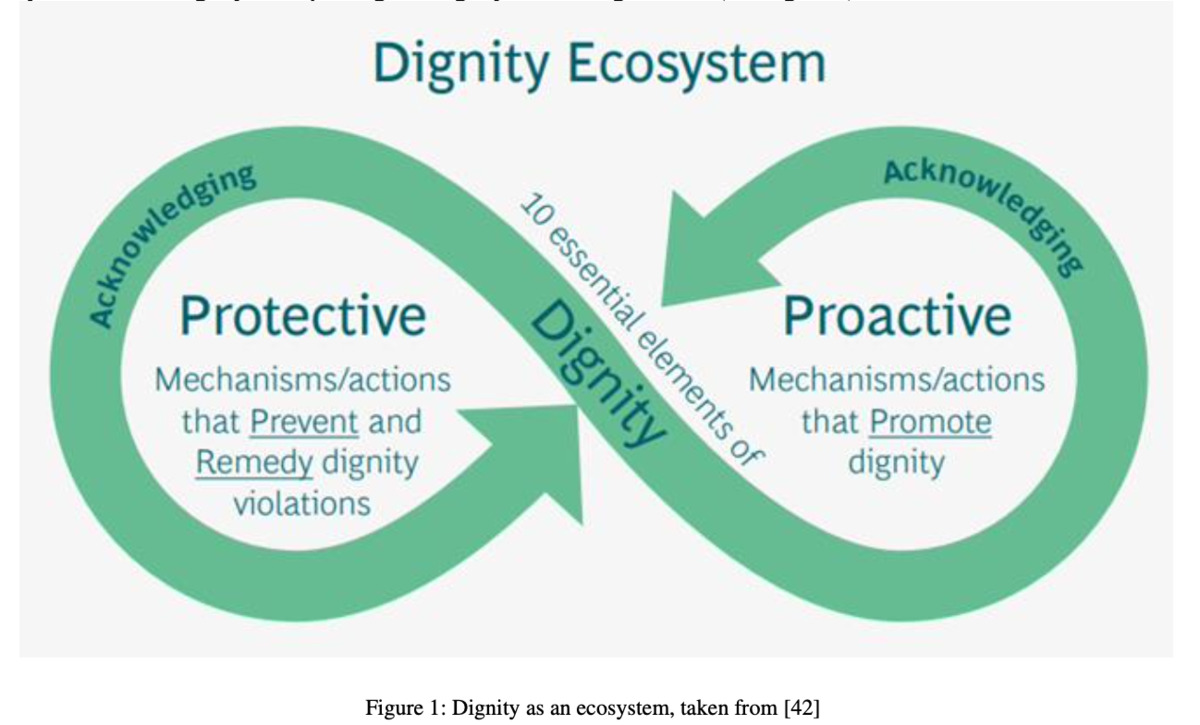 Dignity Ecosystem
Acknowledging
Protective
Mechanisms/actions
that Prevent and
Remedy dignity
violations
10 essential elements of
Dignity
Acknowledging
Proactive
Mechanisms/actions
that Promote
dignity
Figure 1: Dignity as an ecosystem, taken from [42]